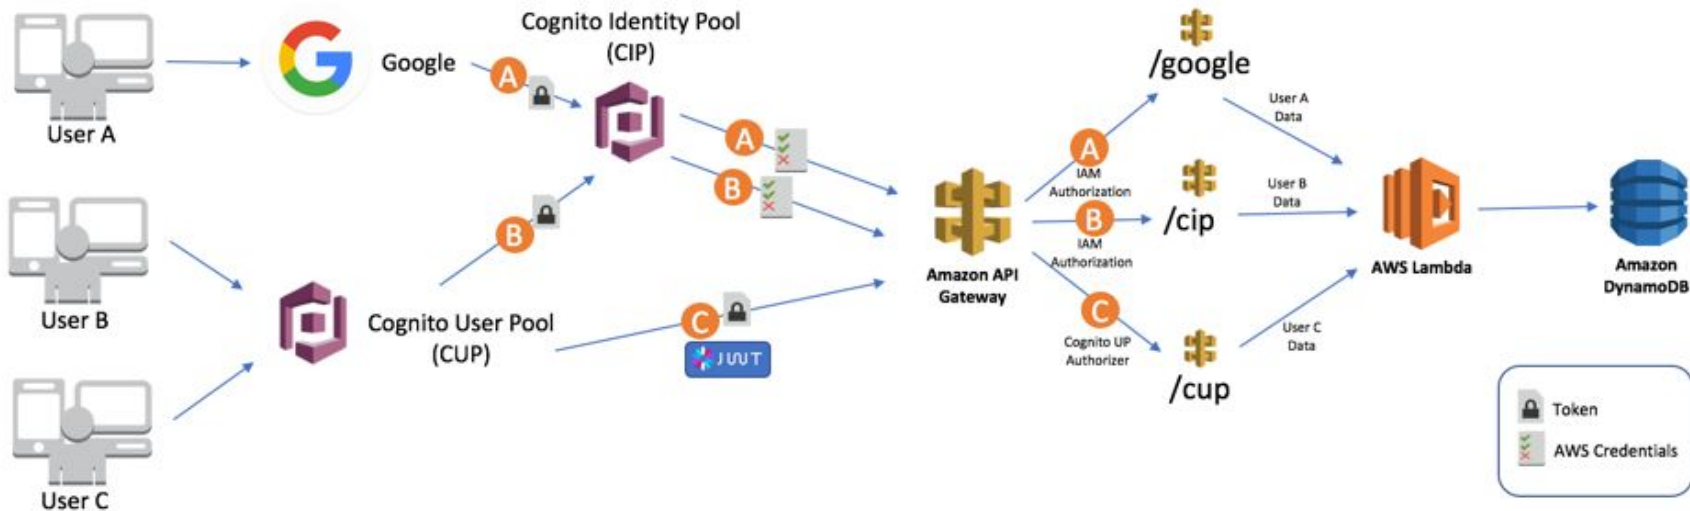 User A
Google
Cognito Identity Pool
(CIP)
A
A
B
B
User B
Cognito User Pool
(CUP)
C
JWT
User C
Amazon API
Gateway
A
IAM
Authorization
B
IAM
Authorization
C
Cognito UP
Authorizer
/google
/cip
/cup
User A
Data
User B
Data
User C
Data
AWS Lambda
Amazon
DynamoDB
Token
AWS Credentials